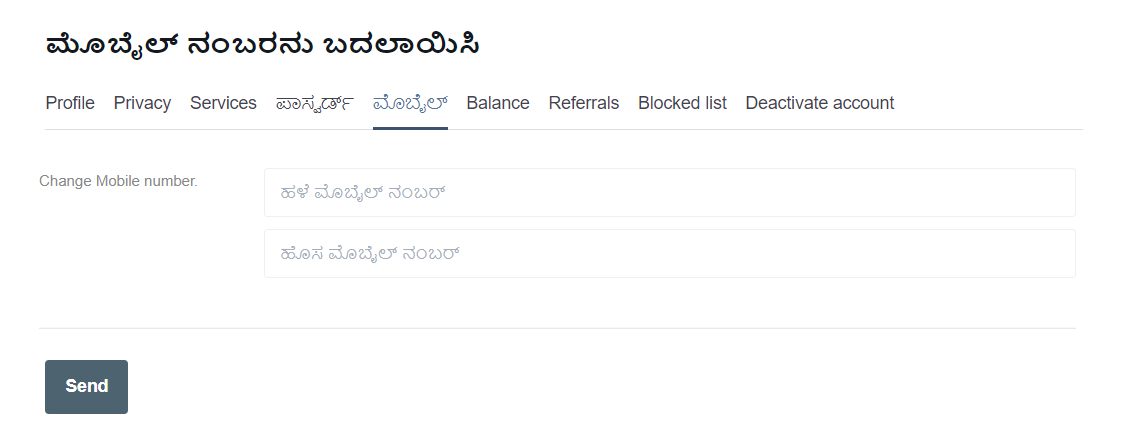 ಮೊಬೈಲ್ ನಂಬರನು ಬದಲಾಯಿಸಿ
Profile Privacy Services ಪಾಸ್ವರ್ಡ್ ಮೊಬೈಲ್ Balance Referrals Blocked list Deactivate account
Change Mobile number.
ಹಳೆ ಮೊಬೈಲ್ ನಂಬರ್
ಹೊಸ ಮೊಬೈಲ್ ನಂಬರ್
Send